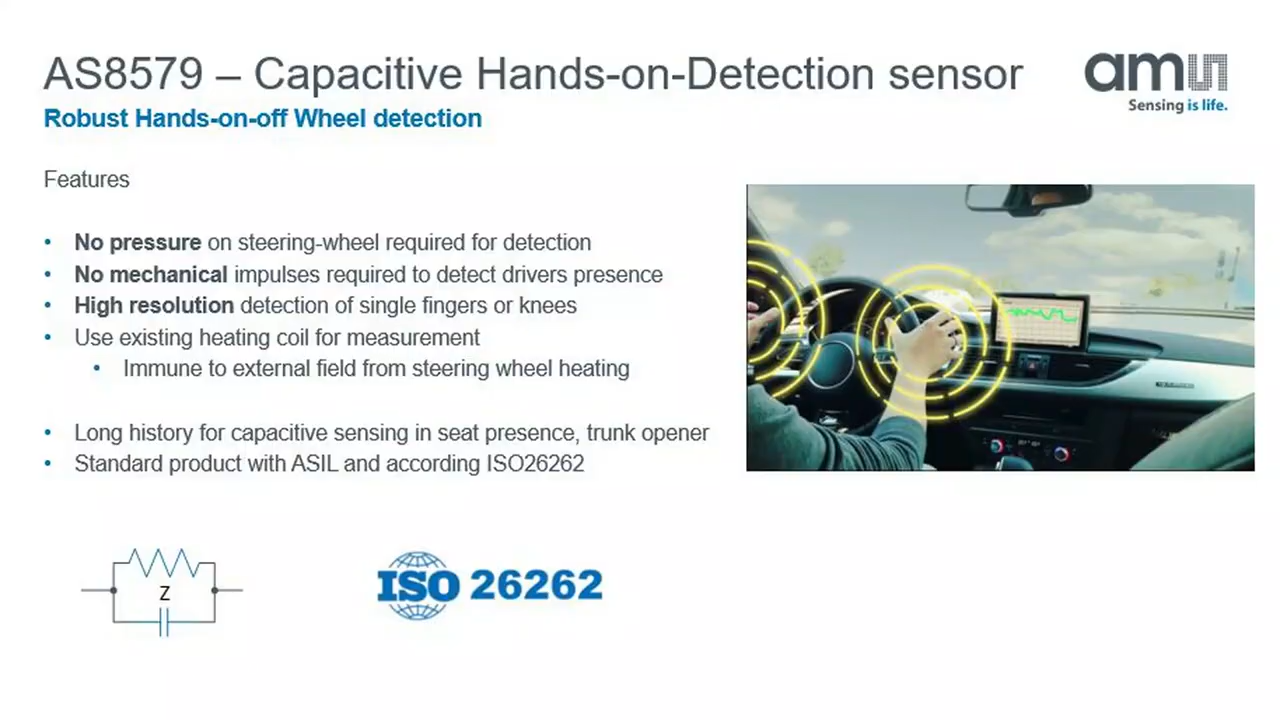 AS8579 – Capacitive Hands-on-Detection sensor
Robust Hands-on-off Wheel detection
amu
Sensing is life.
Features
• No pressure on steering-wheel required for detection
• No mechanical impulses required to detect drivers presence
• High resolution detection of single fingers or knees
• Use existing heating coil for measurement
• Immune to external field from steering wheel heating
• Long history for capacitive sensing in seat presence, trunk opener
• Standard product with ASIL and according ISO26262
Z
ISO 26262